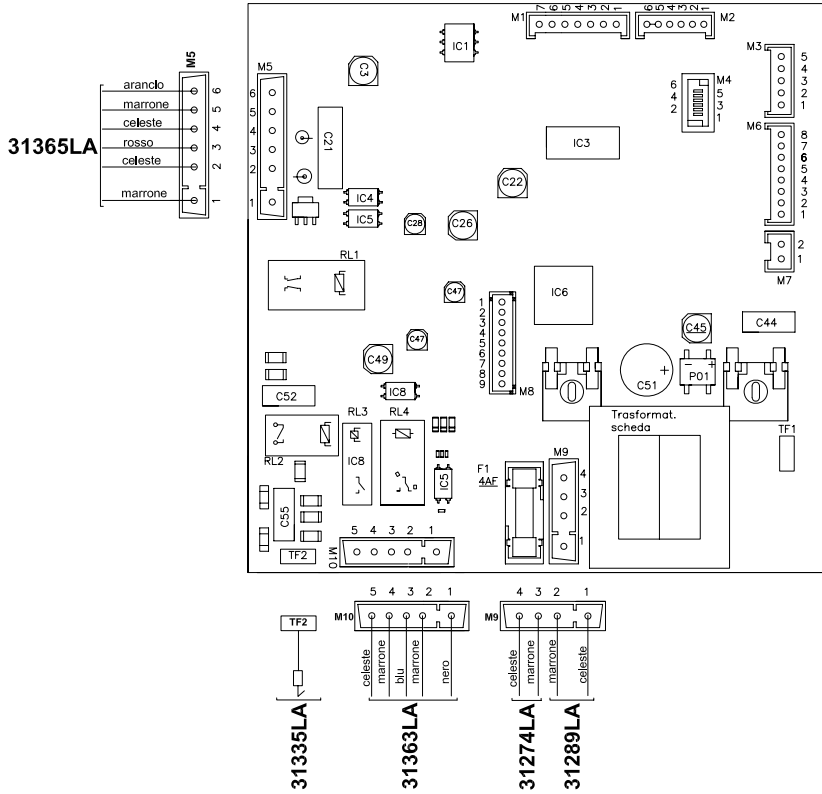 M1
7 6 5 4 3 2 1
6 5 4 3 2 1
M2
IC1
M3
5
4
3
2
1
C3
M4
6 4 2
5 3 1
M5
6
5
4
3
2
1
arancio
marrone
celeste
rosso
celeste
marrone
31365LA
M5
6
5
4
3
2
1
C21
IC3
M6
8
7
6
5
4
3
2
1
C22
IC4
IC5
C28
C26
2
1
M7
RL1
C47
IC6
1
2
3
4
5
6
7
8
9
M8
C45
C44
C47
C49
C51
+
- +
P01
C52
IC8
RL3
RL4
Trasformat.
scheda
TF1
RL2
IC8
IC5
F1
4AF
M9
4
3
2
1
C55
TF2
M10
5 4 3 2 1
TF2
M10
5 4 3 2 1
M9
4 3 2 1
celeste
marrone
blu
marrone
nero
celeste
marrone
marrone
celeste
31335LA
31363LA
31274LA
31289LA